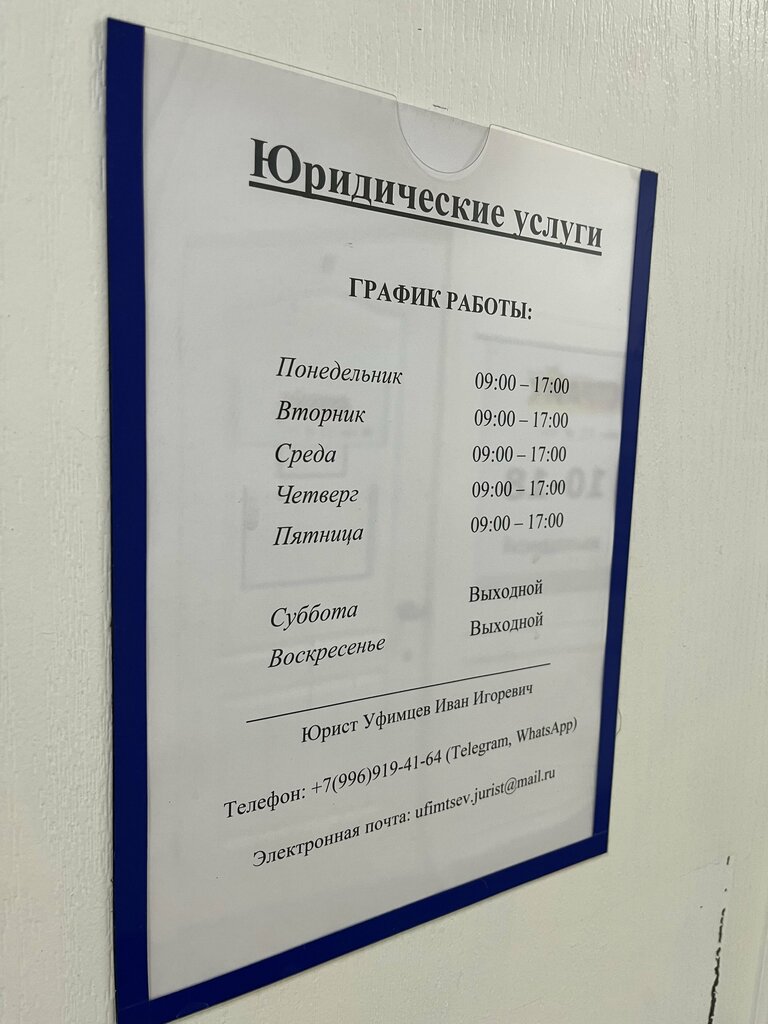 Юридические услуги
ГРАФИК РАБОТЫ:
Понедельник 09:00 – 17:00
Вторник 09:00 – 17:00
Среда 09:00 – 17:00
Четверг 09:00 – 17:00
Пятница 09:00 – 17:00
Суббота Выходной
Воскресенье Выходной
Юрист Уфимцев Иван Игоревич
Телефон: +7(996)919-41-64 (Telegram, WhatsApp)
Электронная почта: ufimtsev.jurist@mail.ru